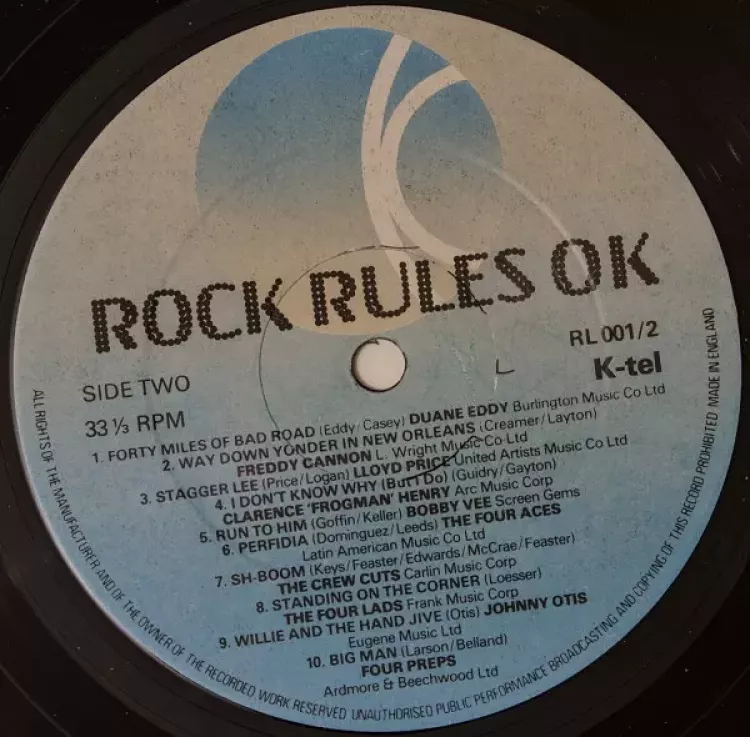 ROCK RULES OK
RL 001/2
K-tel
SIDE TWO
33⅓ RPM
1. FORTY MILES OF BAD ROAD (Eddy/Casey) DUANE EDDY Burlington Music Co Ltd
2. WAY DOWN YONDER IN NEW ORLEANS (Creamer/Layton)
FREDDY CANNON L. Wright Music Co Ltd
3. STAGGER LEE (Price/Logan) LLOYD PRICE United Artists Music Co Ltd
4. I DON'T KNOW WHY (Butt Do) (Guidry/Gayton)
CLARENCE 'FROGMAN' HENRY Arc Music Corp
5. RUN TO HIM (Goffin/Keller) BOBBY VEE Screen Gems
6. PERFIDIA (Dominguez/Leeds) THE FOUR ACES
Latin American Music Co Ltd
7. SH-BOOM (Keys/Feaster/Edwards/McCrae/Feaster)
THE CREW CUTS Carlin Music Corp
8. STANDING ON THE CORNER (Loesser)
THE FOUR LADS Frank Music Corp
9. WILLIE AND THE HAND JIVE (Otis) JOHNNY OTIS
Eugene Music Ltd
10. BIG MAN (Larson/Belland)
FOUR PREPS
Ardmore & Beechwood Ltd
ALL RIGHTS OF THE MANUFACTURER AND OF THE OWNER OF THE RECORDED WORK RESERVED UNAUTHORISED PUBLIC PERFORMANCE BROADCASTING AND COPYING OF THIS RECORD PROHIBITED MADE IN ENGLAND